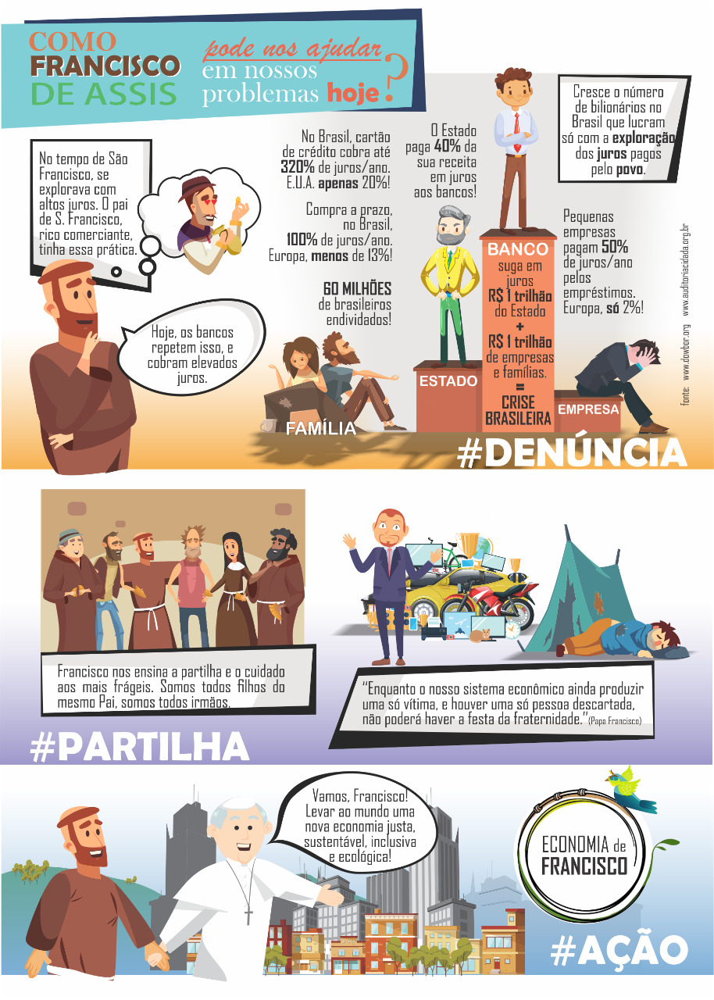 COMO
FRANCISCO
DE ASSIS
pode nos ajudar
em nossos
problemas hoje?
No tempo de São
Francisco, se
explorava com
altos juros. O pai
de S. Francisco,
rico comerciante,
tinha essa prática.
Hoje, os bancos
repetem isso, e
cobram elevados
juros.
No Brasil, cartão
de crédito cobra até
320% de juros/ano.
E.U.A. apenas 20%!
Compra a prazo,
no Brasil,
100% de juros/ano.
Europa, menos de 13%!
60 MILHÕES
de brasileiros
endividados!
O Estado
paga 40% da
sua receita
em juros
aos bancos!
Cresce o número
de bilionários no
Brasil que lucram
só com a exploração
dos juros pagos
pelo povo.
Pequenas
empresas
pagam 50%
de juros/ano
pelos
empréstimos.
Europa, só 2%!
BANCO
suga em
juros
R$ 1 trilhão
do Estado
+
R$ 1 trilhão
de empresas
e famílias.
=
CRISE
BRASILEIRA
FAMÍLIA
ESTADO
EMPRESA
fonte: www.dowbor.org www.auditoriacidada.org.br
#DENÚNCIA
Francisco nos ensina a partilha e o cuidado
aos mais frágeis. Somos todos filhos do
mesmo Pai, somos todos irmãos.
"Enquanto o nosso sistema econômico ainda produzir
uma só vítima, e houver uma só pessoa descartada,
não poderá haver a festa da fraternidade." (Papa Francisco)
#PARTILHA
Vamos, Francisco!
Levar ao mundo uma
nova economia justa,
sustentável, inclusiva
e ecológica!
ECONOMIA de
FRANCISCO
#AÇÃO